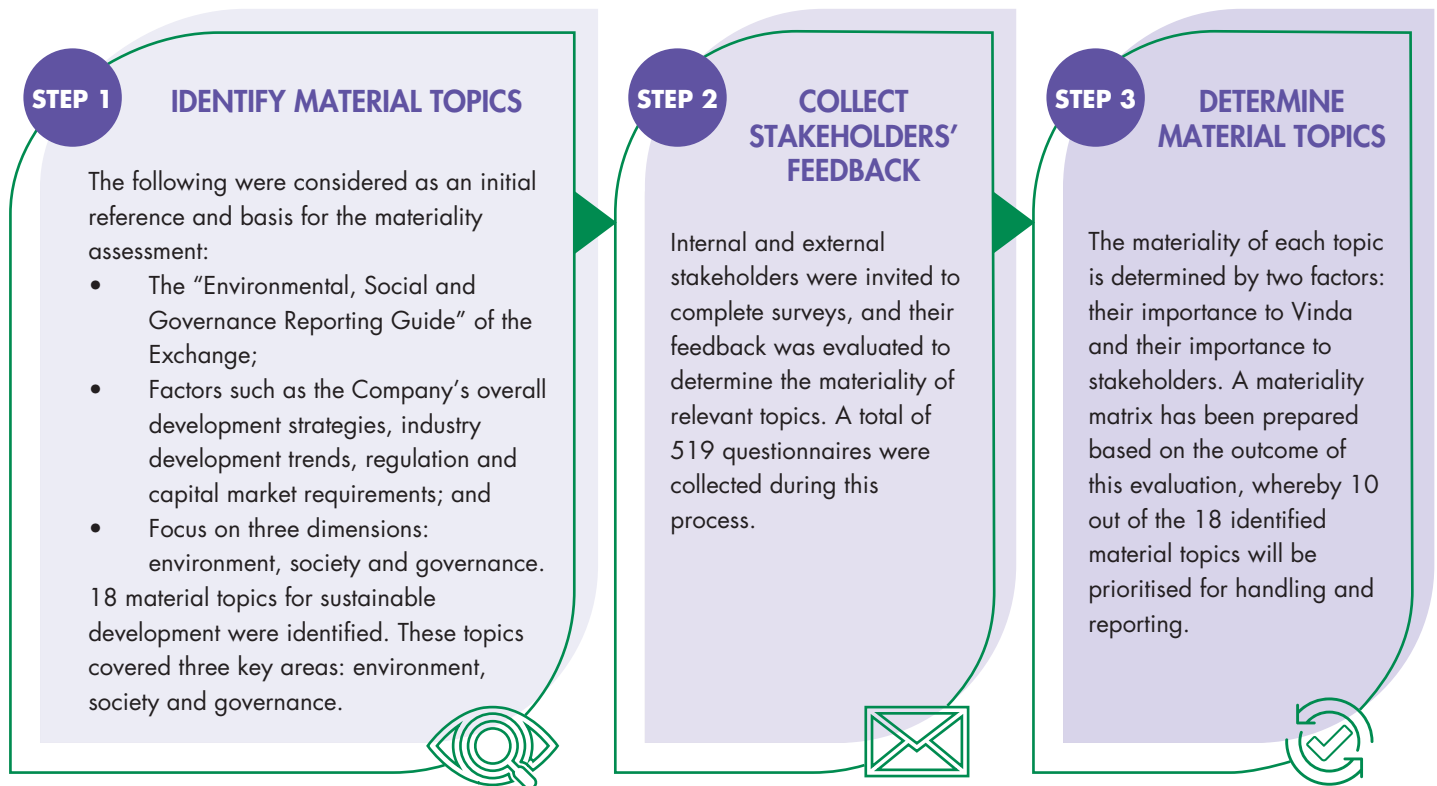 STEP 1
IDENTIFY MATERIAL TOPICS
The following were considered as an initial
reference and basis for the materiality
assessment:
• The “Environmental, Social and
Governance Reporting Guide” of the
Exchange;
• Factors such as the Company’s overall
development strategies, industry
development trends, regulation and
capital market requirements; and
• Focus on three dimensions:
environment, society and governance.
18 material topics for sustainable
development were identified. These topics
covered three key areas: environment,
society and governance.
STEP 2
COLLECT
STAKEHOLDERS’
FEEDBACK
Internal and external
stakeholders were invited to
complete surveys, and their
feedback was evaluated to
determine the materiality of
relevant topics. A total of
519 questionnaires were
collected during this
process.
STEP 3
DETERMINE
MATERIAL TOPICS
The materiality of each topic
is determined by two factors:
their importance to Vinda
and their importance to
stakeholders. A materiality
matrix has been prepared
based on the outcome of
this evaluation, whereby 10
out of the 18 identified
material topics will be
prioritised for handling and
reporting.